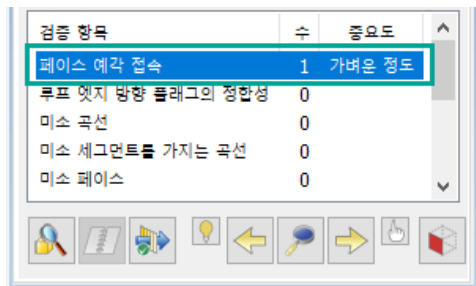 검증 항목 수 중요도
페이스 예각 접속 1 가벼운 정도
루프 엣지 방향 플래그의 정합성 0
미소 곡선 0
미소 세그먼트를 가지는 곡선 0
미소 페이스 0